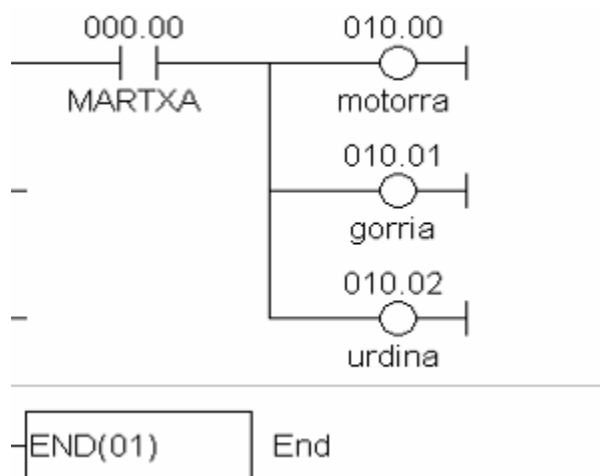 000.00 010.00
MARTXA motorra
010.01
gorria
010.02
urdina
END(01) End